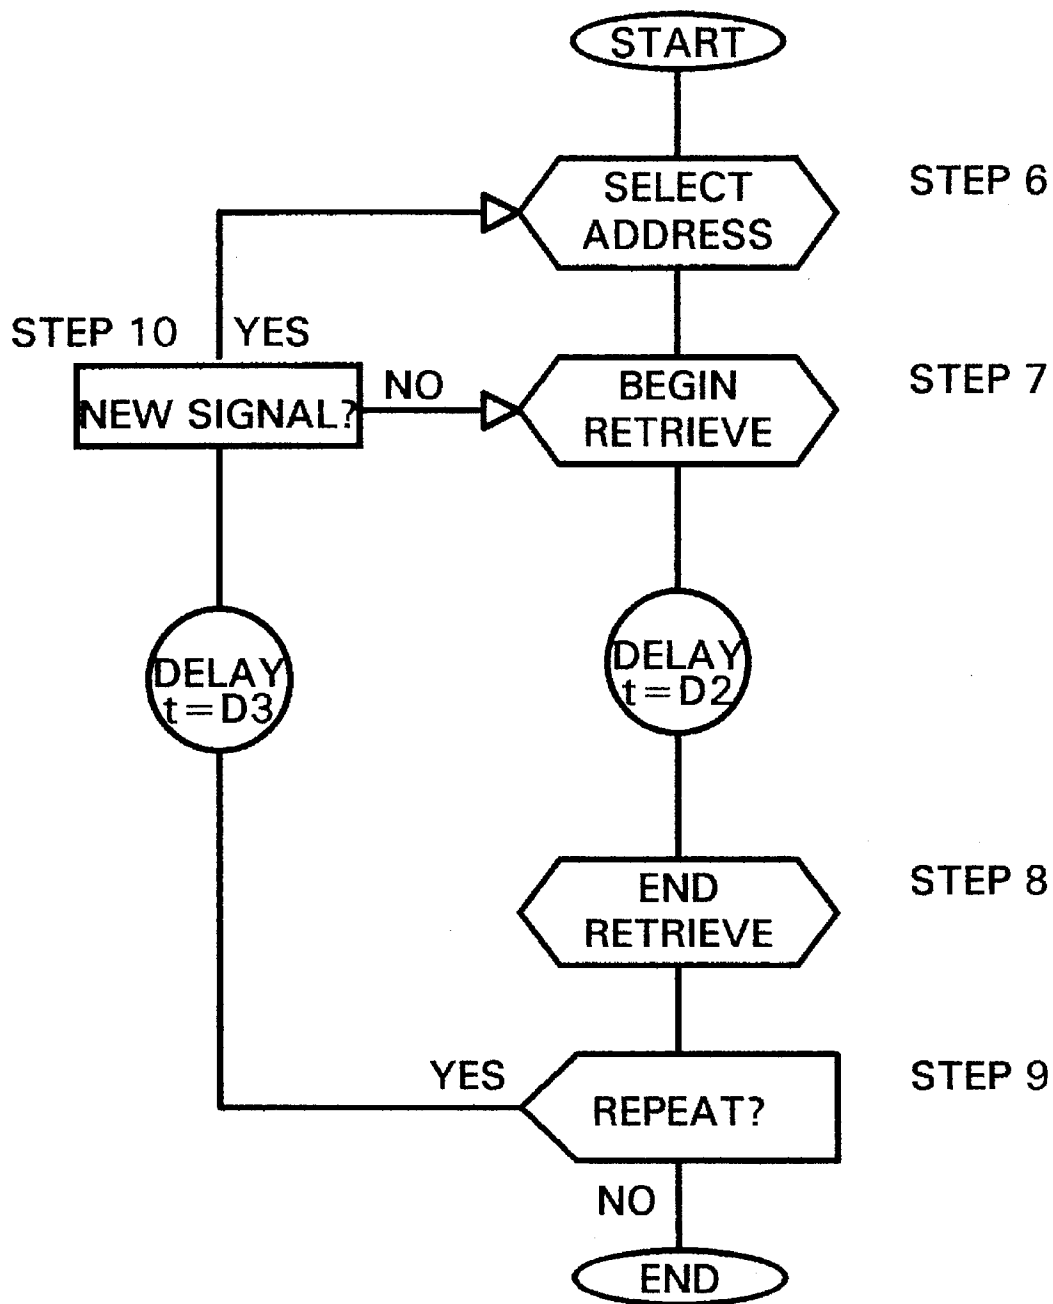 START
SELECT
ADDRESS
STEP 6
STEP 10
YES
NEW SIGNAL?
NO
BEGIN
RETRIEVE
STEP 7
DELAY
t=D3
DELAY
t=D2
END
RETRIEVE
STEP 8
YES
REPEAT?
STEP 9
NO
END